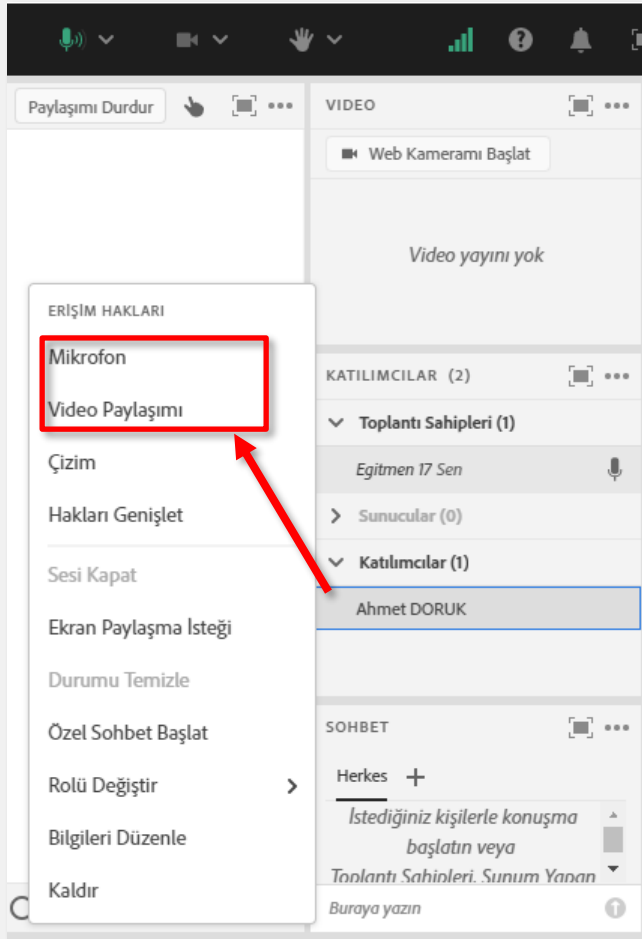 Paylaşımı Durdur
VIDEO
Web Kameramı Başlat
Video yayını yok
ERİŞİM HAKLARI
Mikrofon
Video Paylaşımı
Çizim
Hakları Genişlet
Sesi Kapat
Ekran Paylaşma İsteği
Durumu Temizle
Özel Sohbet Başlat
Rolü Değiştir
Bilgileri Düzenle
Kaldır
KATILIMCILAR (2)
Toplantı Sahipleri (1)
Egitmen 17 Sen
Sunucular (0)
Katılımcılar (1)
Ahmet DORUK
SOHBET
Herkes
İstediğiniz kişilerle konuşma
başlatın veya
Toplantı Sahipleri, Sunum Yapan
Buraya yazın